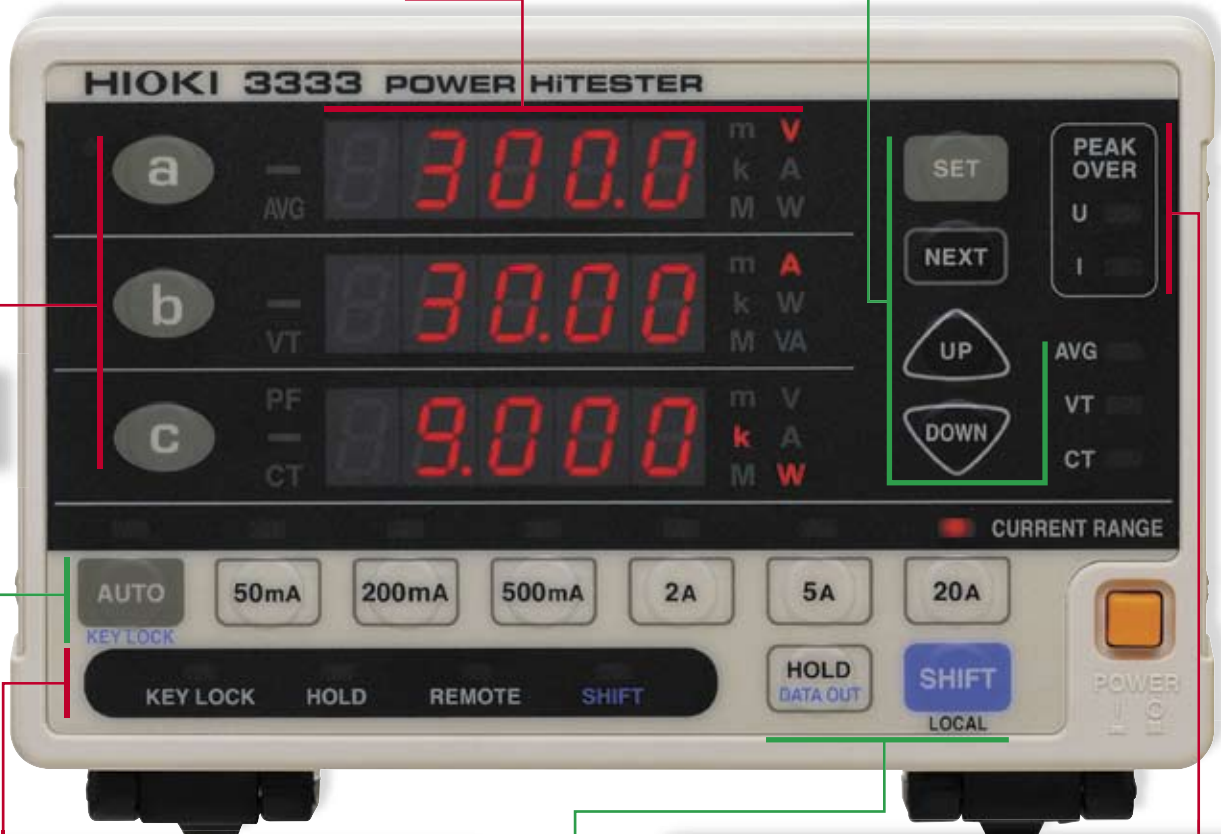 HIOKI 3333 POWER HiTESTER
a
AVG
300.0
m V
k A
M W
b
VT
30.00
m A
k W
M VA
c
PF
CT
9.000
m V
k A
M W
SET
NEXT
UP
DOWN
PEAK
OVER
U
I
AVG
VT
CT
CURRENT RANGE
AUTO
KEY LOCK
50mA
200mA
500mA
2A
5A
20A
KEY LOCK HOLD REMOTE SHIFT
HOLD
DATA OUT
SHIFT
LOCAL
POWER